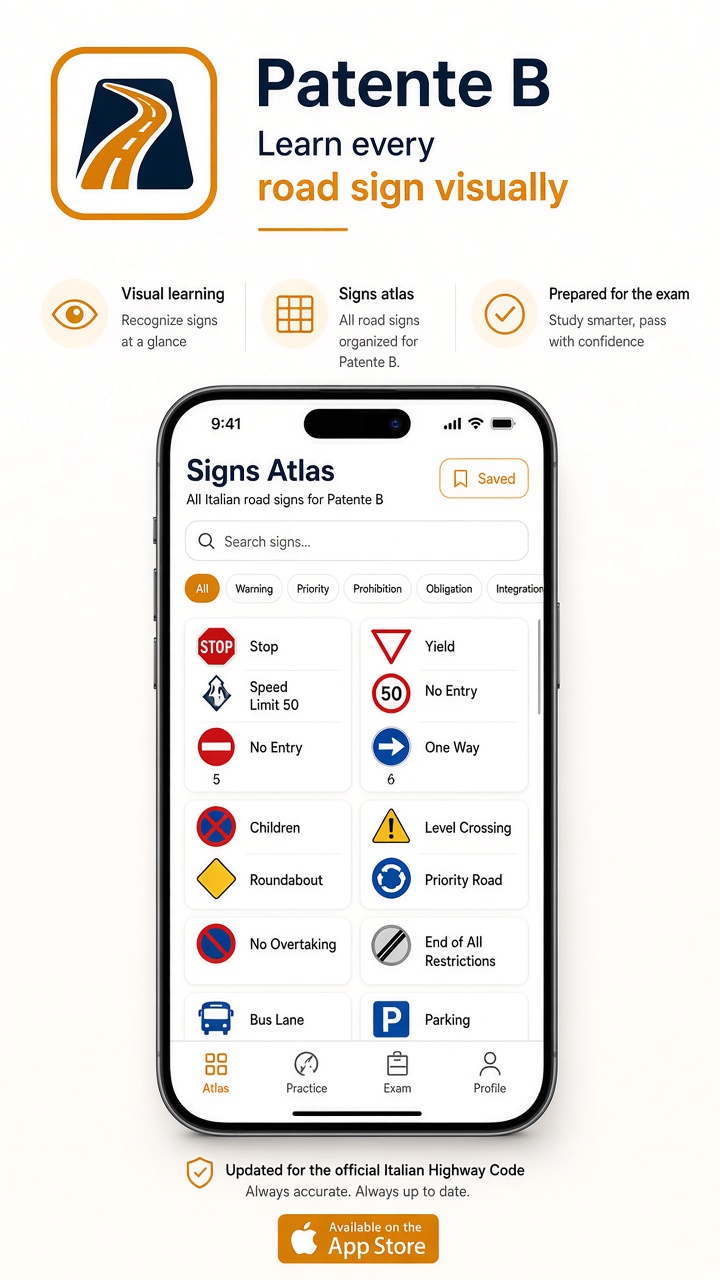 Patente B
Learn every
road sign visually
Visual learning
Recognize signs
at a glance
Signs atlas
All road signs
organized for
Patente B.
Prepared for the exam
Study smarter, pass
with confidence
9:41
Signs Atlas
All Italian road signs for Patente B
Saved
Search signs...
All
Warning
Priority
Prohibition
Obligation
Integration
STOP
Stop
Yield
Speed
Limit 50
50
No Entry
No Entry
One Way
5
6
Children
Level Crossing
Roundabout
Priority Road
No Overtaking
End of All
Restrictions
Bus Lane
P
Parking
Atlas
Practice
Exam
Profile
Updated for the official Italian Highway Code
Always accurate. Always up to date.
Available on the
App Store